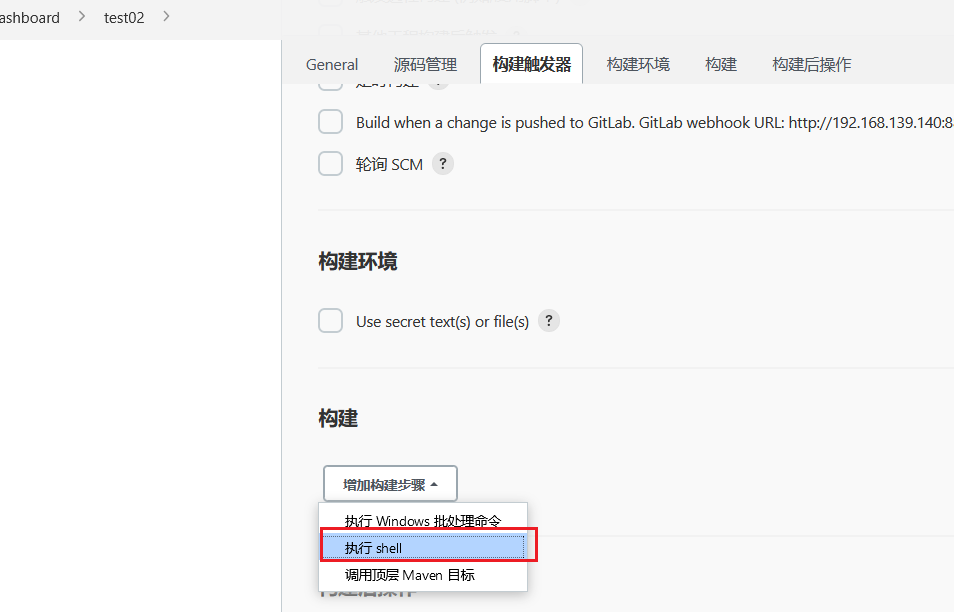 ashboard > test02 >
General 源码管理 构建触发器 构建环境 构建 构建后操作
Build when a change is pushed to GitLab. GitLab webhook URL: http://192.168.139.140:8
轮询 SCM ?
构建环境
Use secret text(s) or file(s) ?
构建
增加构建步骤
执行 Windows 批处理命令
执行 shell
调用顶层 Maven 目标